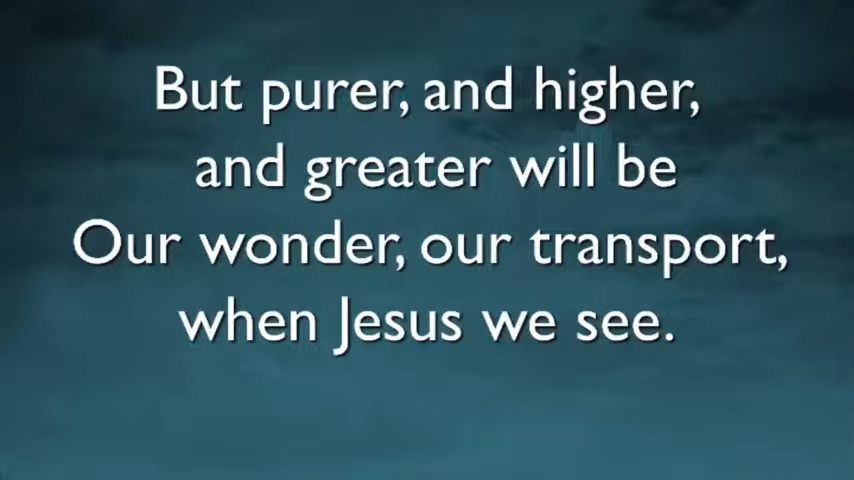 But purer, and higher,
and greater will be
Our wonder, our transport,
when Jesus we see.